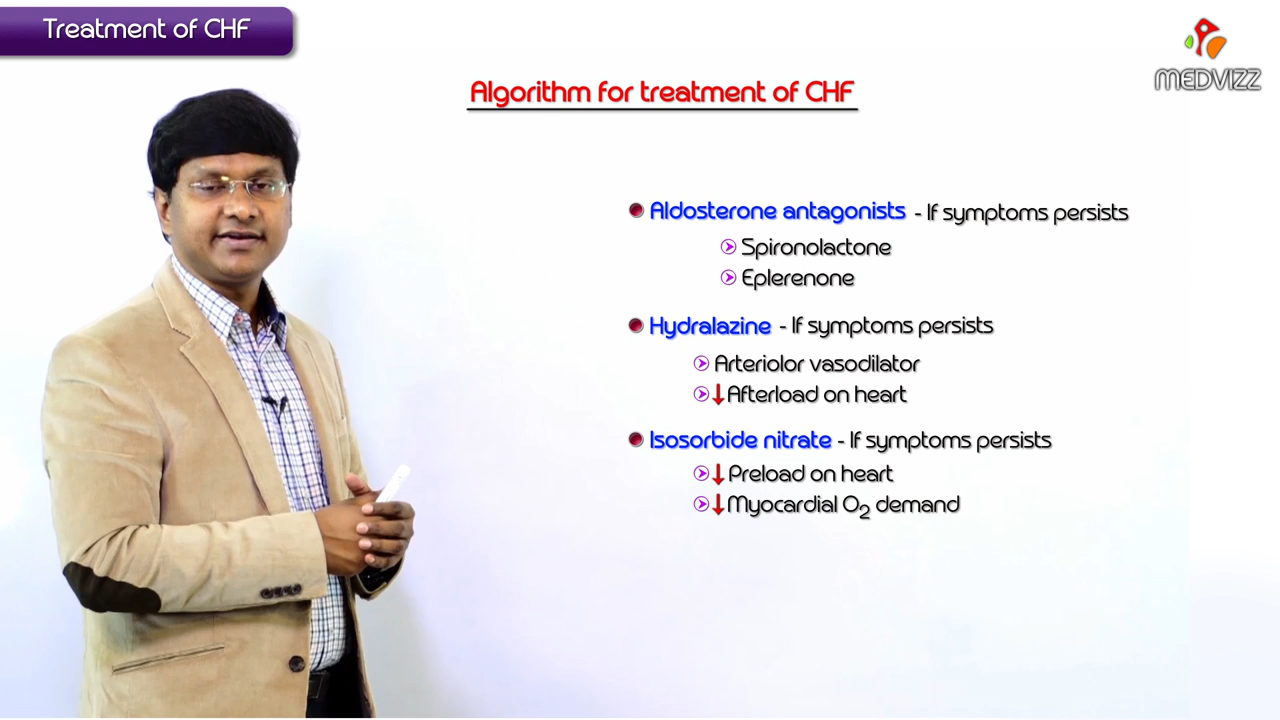 Treatment of CHF
MEDVIZZ
Algorithm for treatment of CHF
Aldosterone antagonists - If symptoms persists
Spironolactone
Eplerenone
Hydralazine - If symptoms persists
Arteriolor vasodilator
↓ Afterload on heart
Isosorbide nitrate - If symptoms persists
↓ Preload on heart
↓ Myocardial O₂ demand